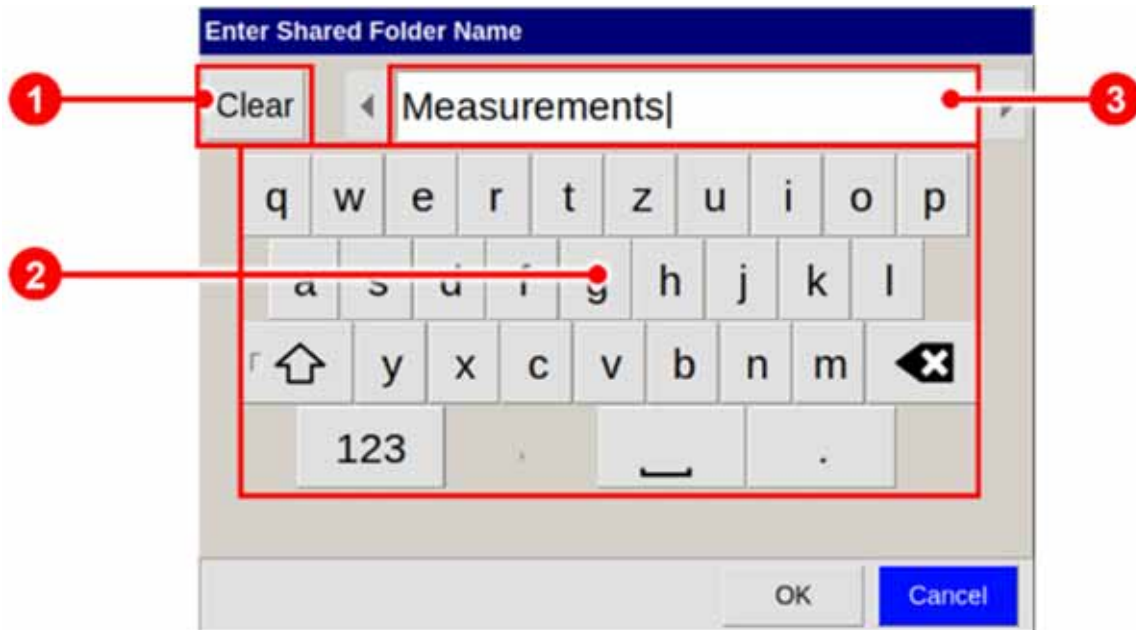 Enter Shared Folder Name
1 Clear Measurements 3
q w e r t z u i o p
2 a s d f g h j k l
y x c v b n m
123 , .
OK Cancel